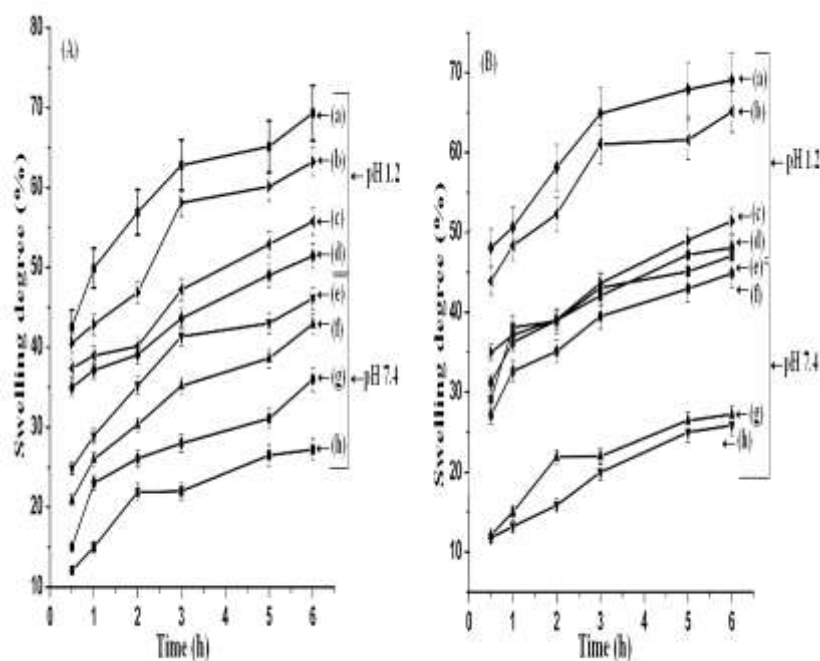 (A)
Swelling degree (%)
80
70
60
50
40
30
20
10
0
1
2
3
4
5
6
Time (h)
(a)
(b)
(c)
(d)
(e)
(f)
(g)
(h)
pH 1.2
pH 7.4
(B)
Swelling degree (%)
70
60
50
40
30
20
10
0
1
2
3
4
5
6
Time (h)
(a)
(b)
(c)
(d)
(e)
(f)
(g)
(h)
pH 1.2
pH 7.4